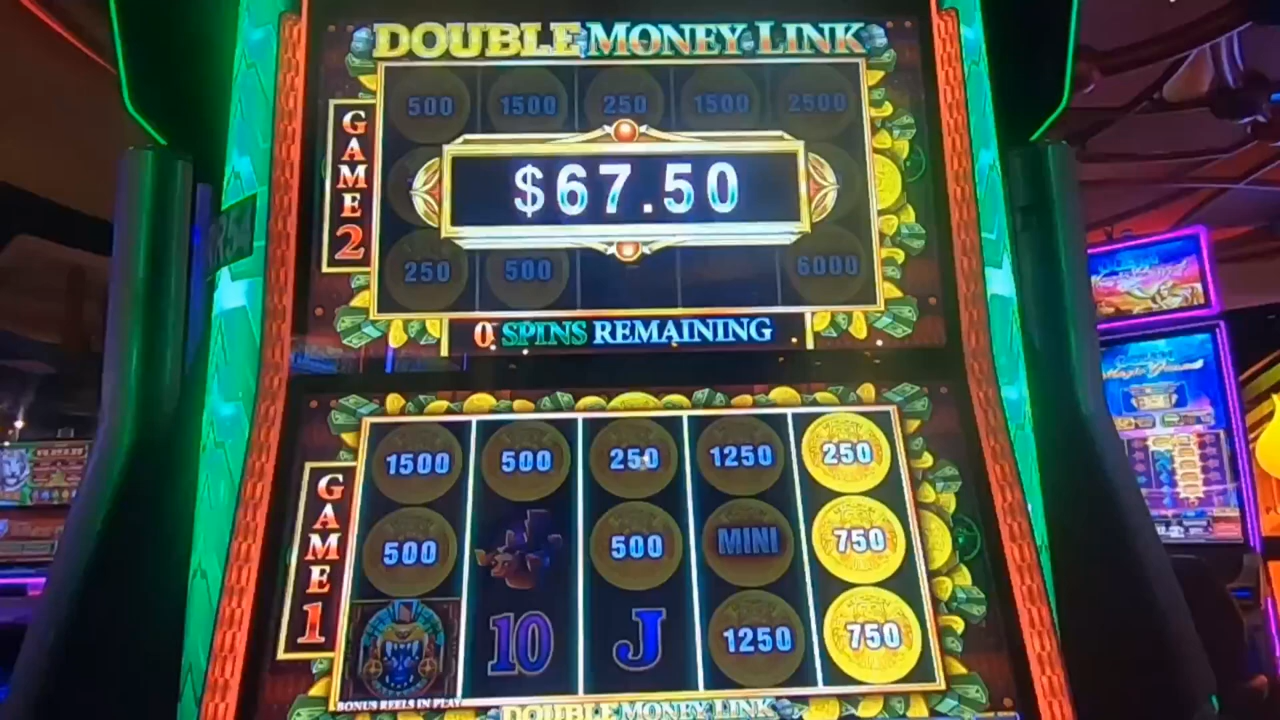 DOUBLE MONEY LINK
GAME 2
500 1500 250 1500 2500
$67.50
250 500 6000
0 SPINS REMAINING
GAME 1
1500 500 250 1250 250
500 500 MINI 750
10 J 1250 750
BONUS REELS IN PLAY
DOUBLE MONEY LINK